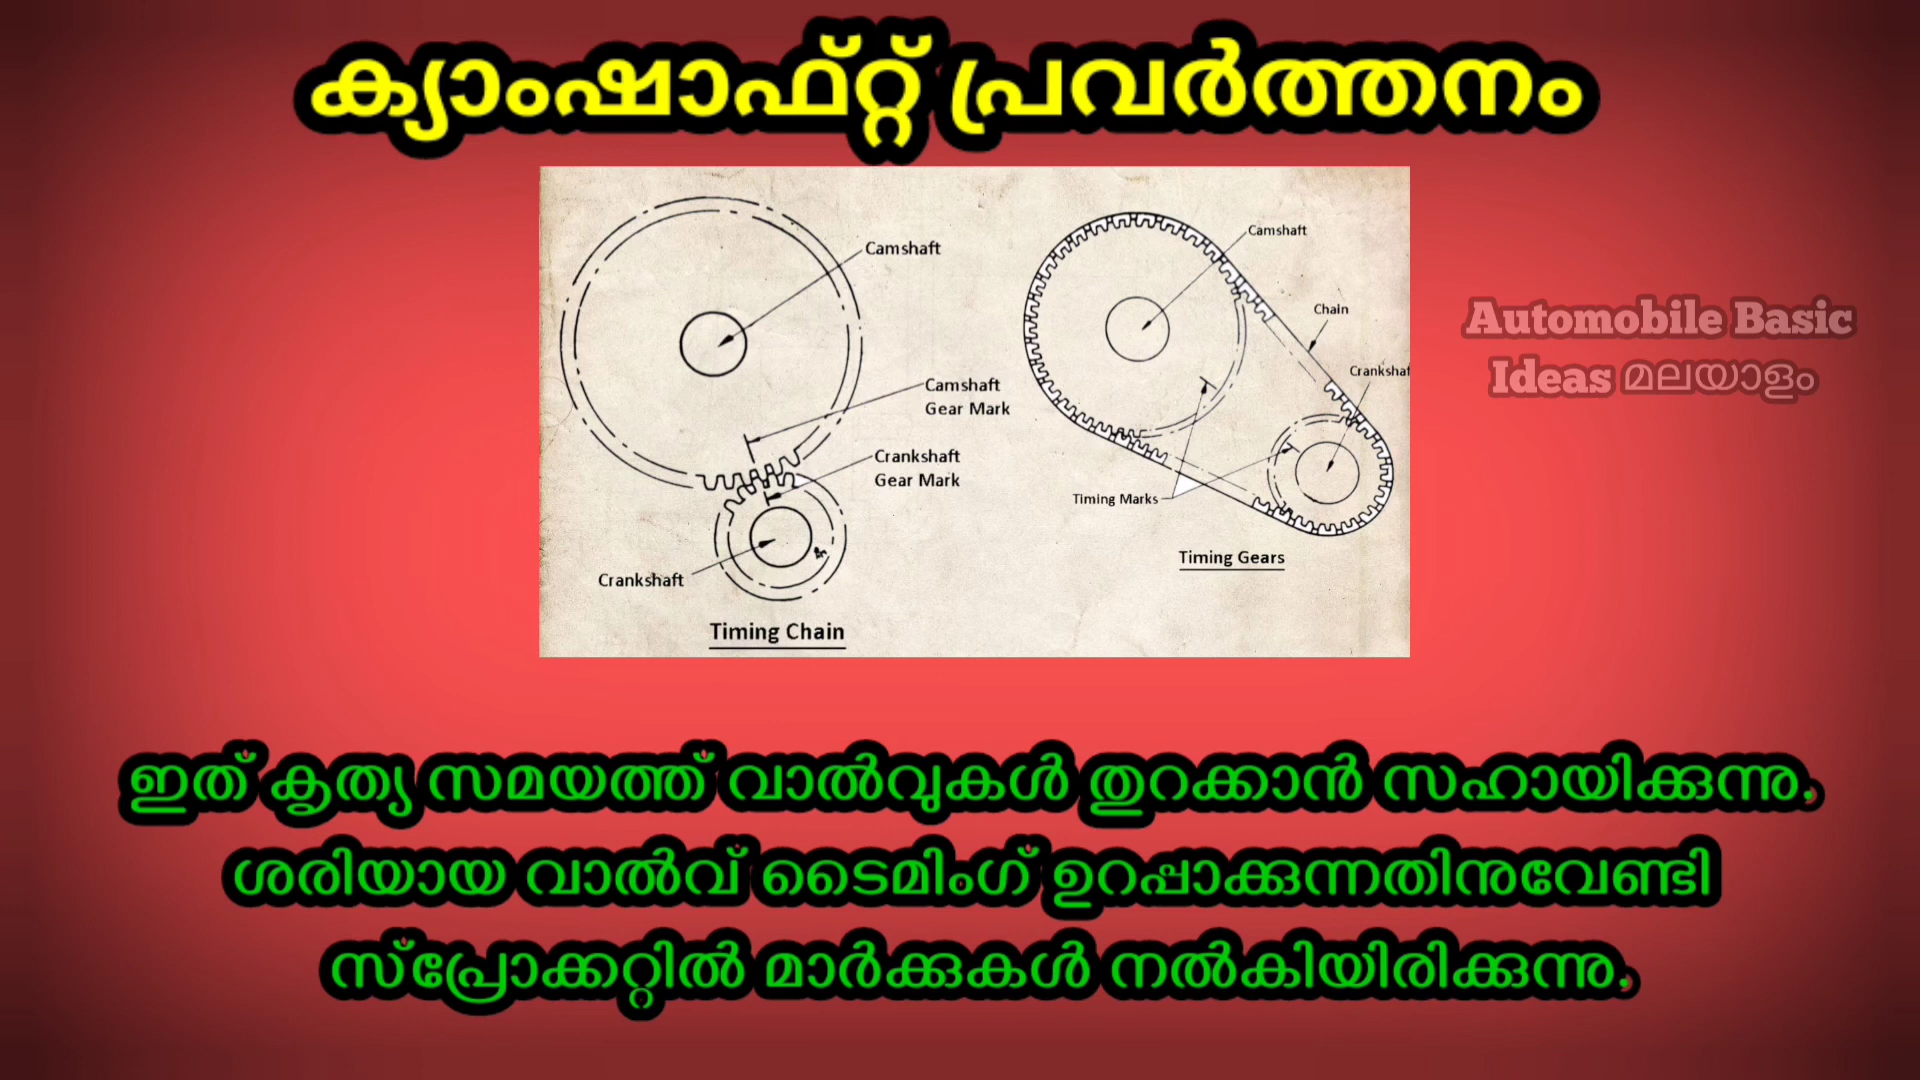 ക്യാംഷാഫ്റ്റ് പ്രവർത്തനം
Camshaft
Camshaft
Gear Mark
Crankshaft
Gear Mark
Crankshaft
Timing Chain
Camshaft
Chain
Crankshaf
Timing Marks
Timing Gears
Automobile Basic
Ideas മലയാളം
ഇത് കൃത്യ സമയത്ത് വാൽവുകൾ തുറക്കാൻ സഹായിക്കുന്നു.
ശരിയായ വാൽവ് ടൈമിംഗ് ഉറപ്പാക്കുന്നതിനുവേണ്ടി
സ്പ്രോക്കറ്റിൽ മാർക്കുകൾ നൽകിയിരിക്കുന്നു.